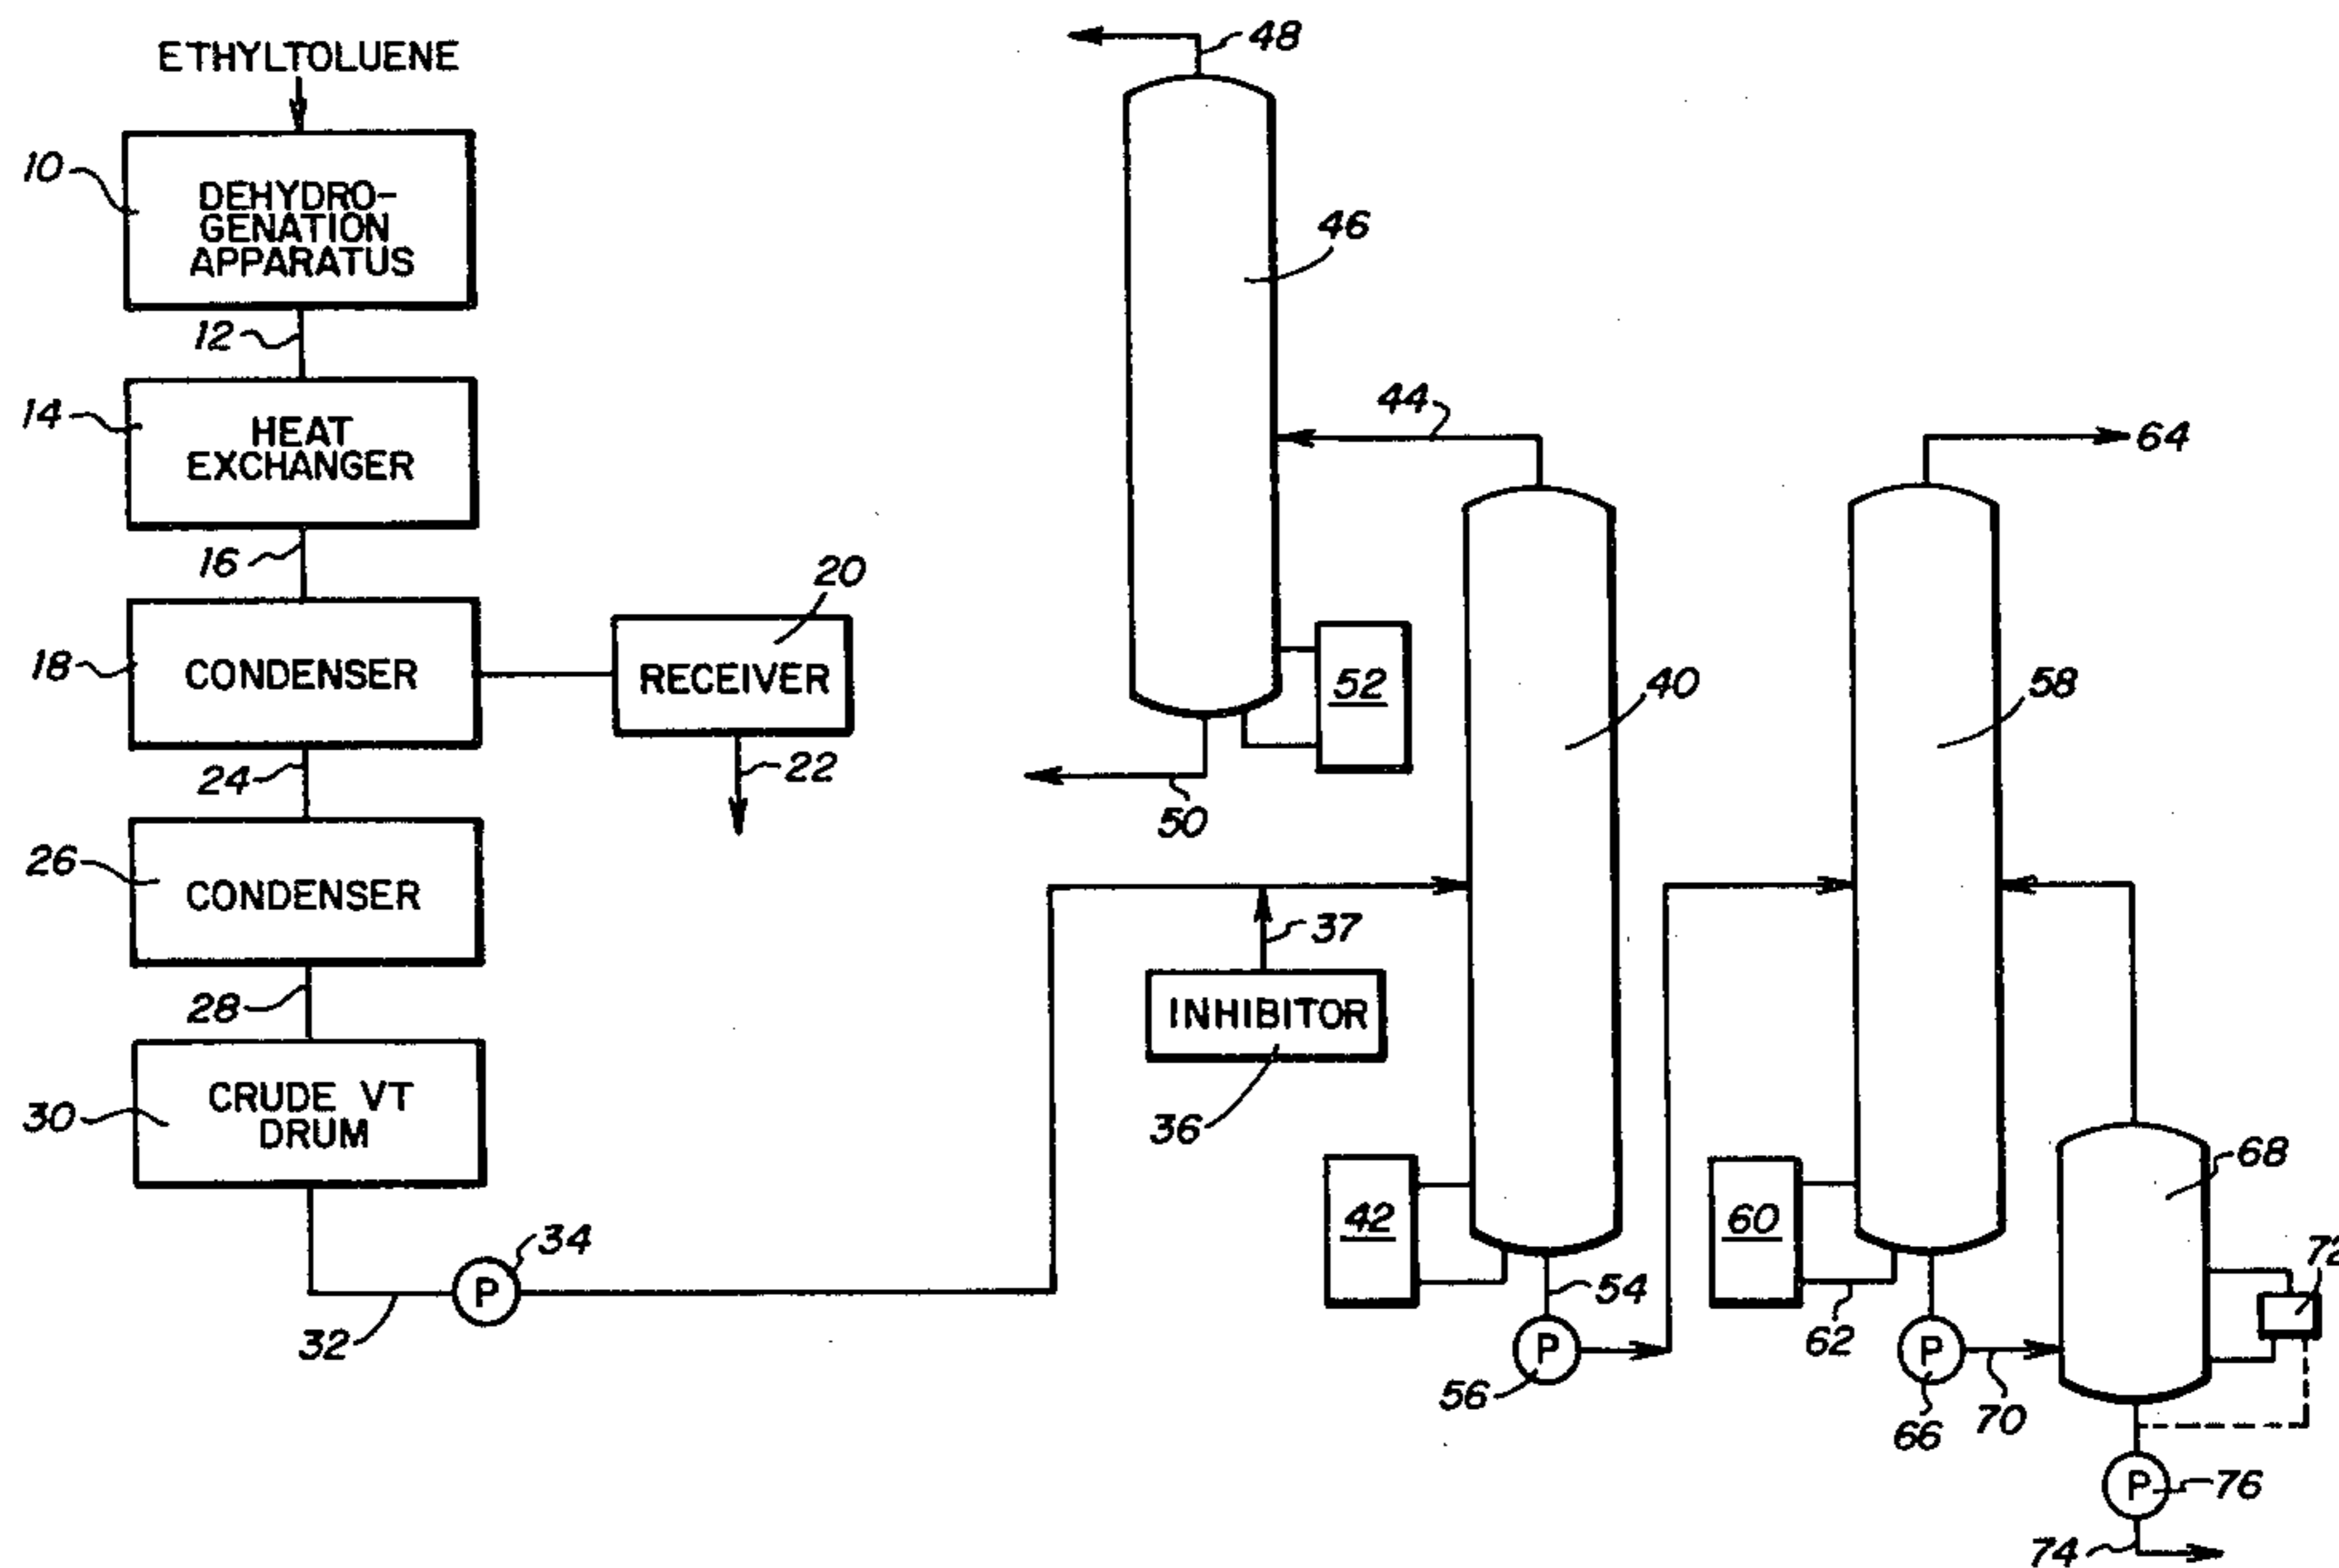 ETHYLTOLUENE
10
DEHYDRO-
GENATION
APPARATUS
12
14
HEAT
EXCHANGER
16
18
CONDENSER
20
RECEIVER
22
24
26
CONDENSER
28
30
CRUDE VT
DRUM
32
P
34
INHIBITOR
36
37
40
42
44
46
48
50
52
54
P
56
58
60
62
64
P
66
68
70
72
P
76
74